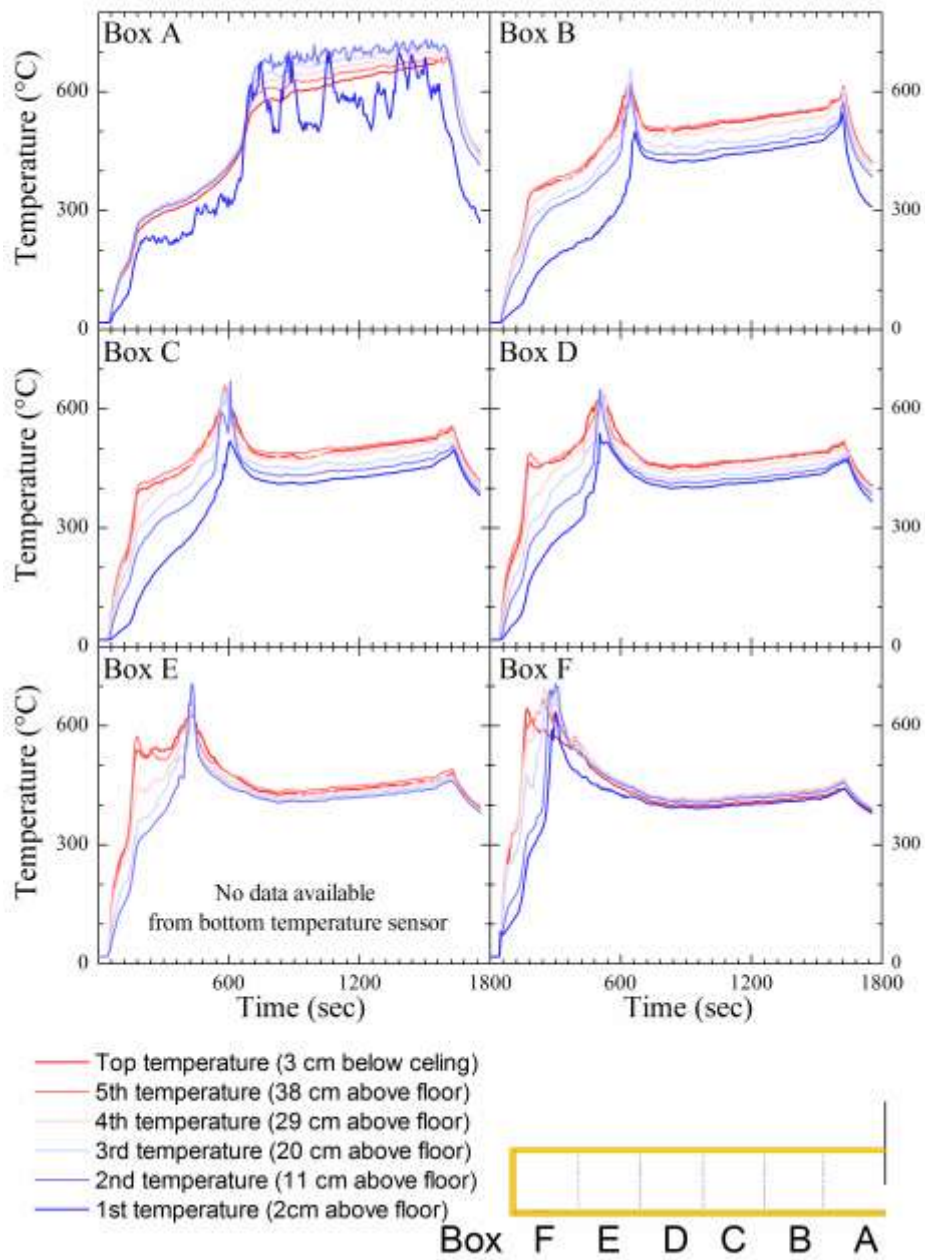 Box A
Box B
Temperature (°C)
600
300
0
600
300
0
Box C
Box D
Temperature (°C)
600
300
0
600
300
0
Box E
Box F
Temperature (°C)
600
300
0
600
300
0
No data available
from bottom temperature sensor
600
1200
1800
600
1200
1800
Time (sec)
Time (sec)
Top temperature (3 cm below celing)
5th temperature (38 cm above floor)
4th temperature (29 cm above floor)
3rd temperature (20 cm above floor)
2nd temperature (11 cm above floor)
1st temperature (2cm above floor)
Box F E D C B A